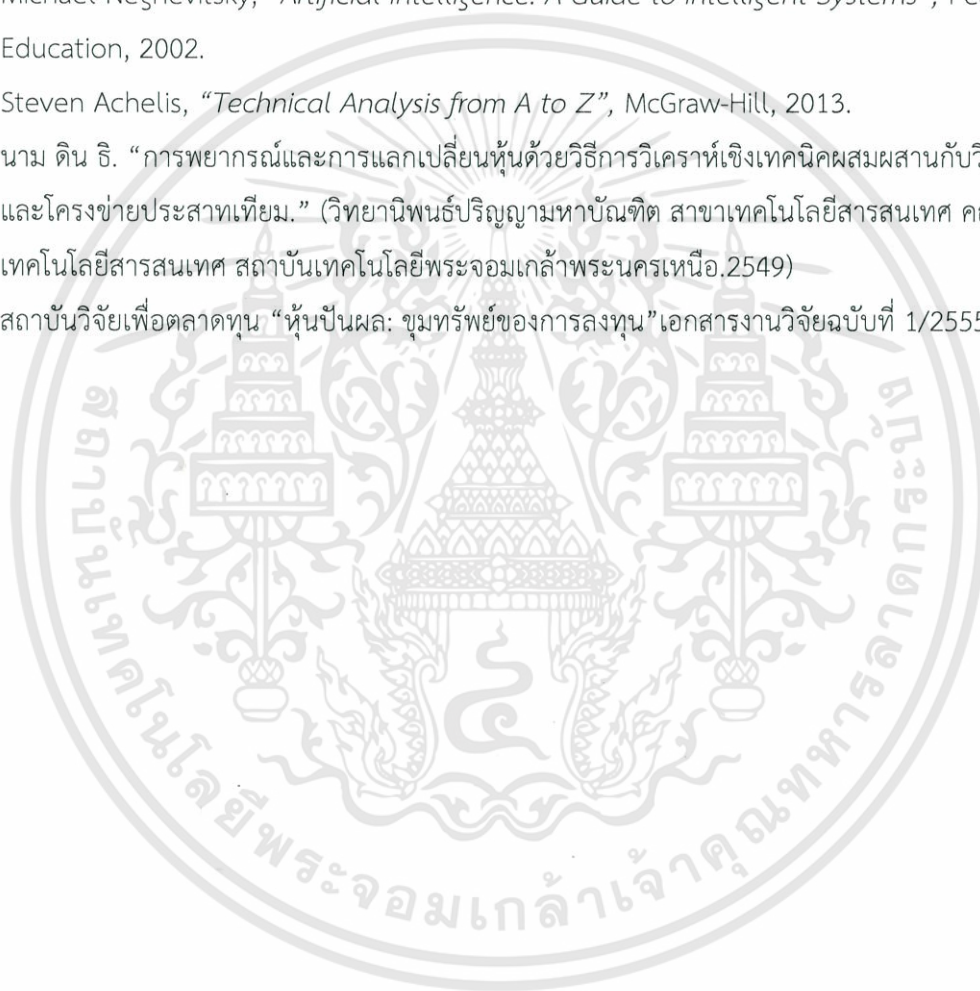 Education, 2002.
Steven Achelis, “Technical Analysis from A to Z”, McGraw-Hill, 2013.
นาม ดิน ธิ. “การพยากรณ์และการแลกเปลี่ยนหุ้นด้วยวิธีการวิเคราห์เชิงเทคนิคผสมผสานกับ
และโครงข่ายประสาทเทียม.” (วิทยานิพนธ์ปริญญามหาบัณฑิต สาขาเทคโนโลยีสารสนเทศ
เทคโนโลยีสารสนเทศ สถาบันเทคโนโลยีพระจอมเกล้าพระนครเหนือ.2549)
สถาบันวิจัยเพื่อตลาดทุน “หุ้นปันผล: ขุมทรัพย์ของการลงทุน”เอกสารงานวิจัยฉบับที่ 1/2555
สถาบันเทคโนโลยีพระจอมเกล้าเจ้าคุณทหารลาดกระบัง